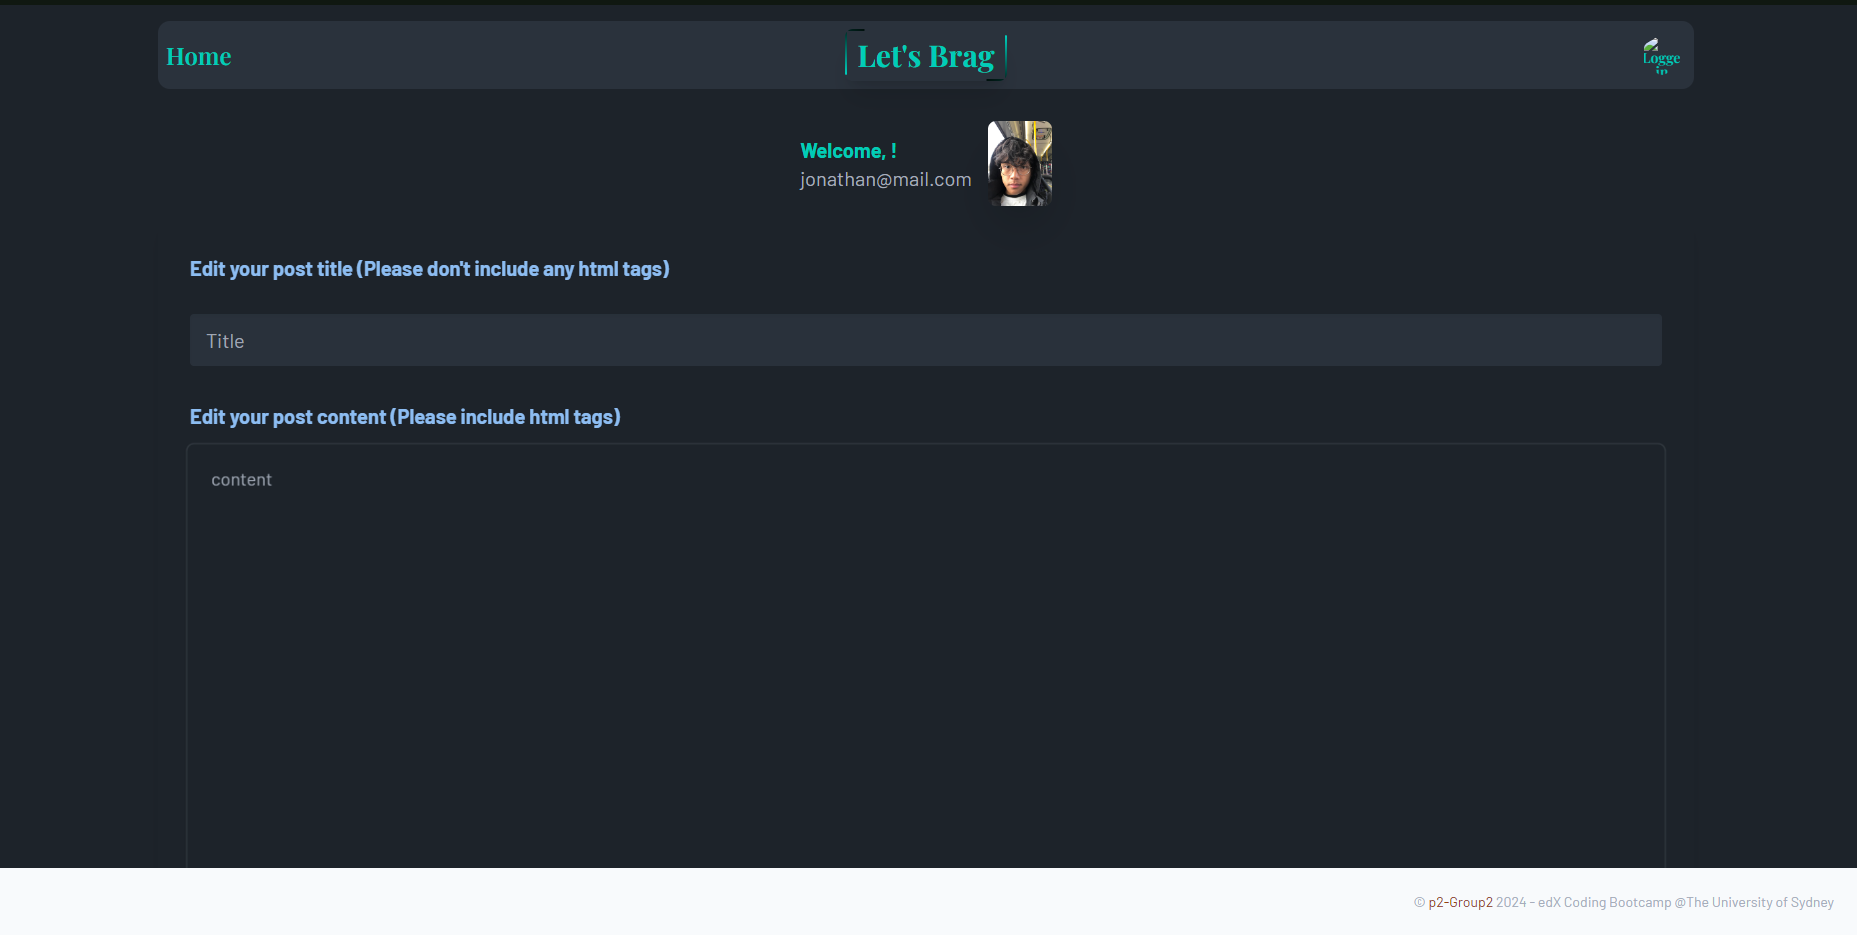 Home
Let's Brag
Logge
in
Welcome, !
jonathan@mail.com
Edit your post title (Please don't include any html tags)
Title
Edit your post content (Please include html tags)
content
© p2-Group2 2024 - edX Coding Bootcamp @The University of Sydney